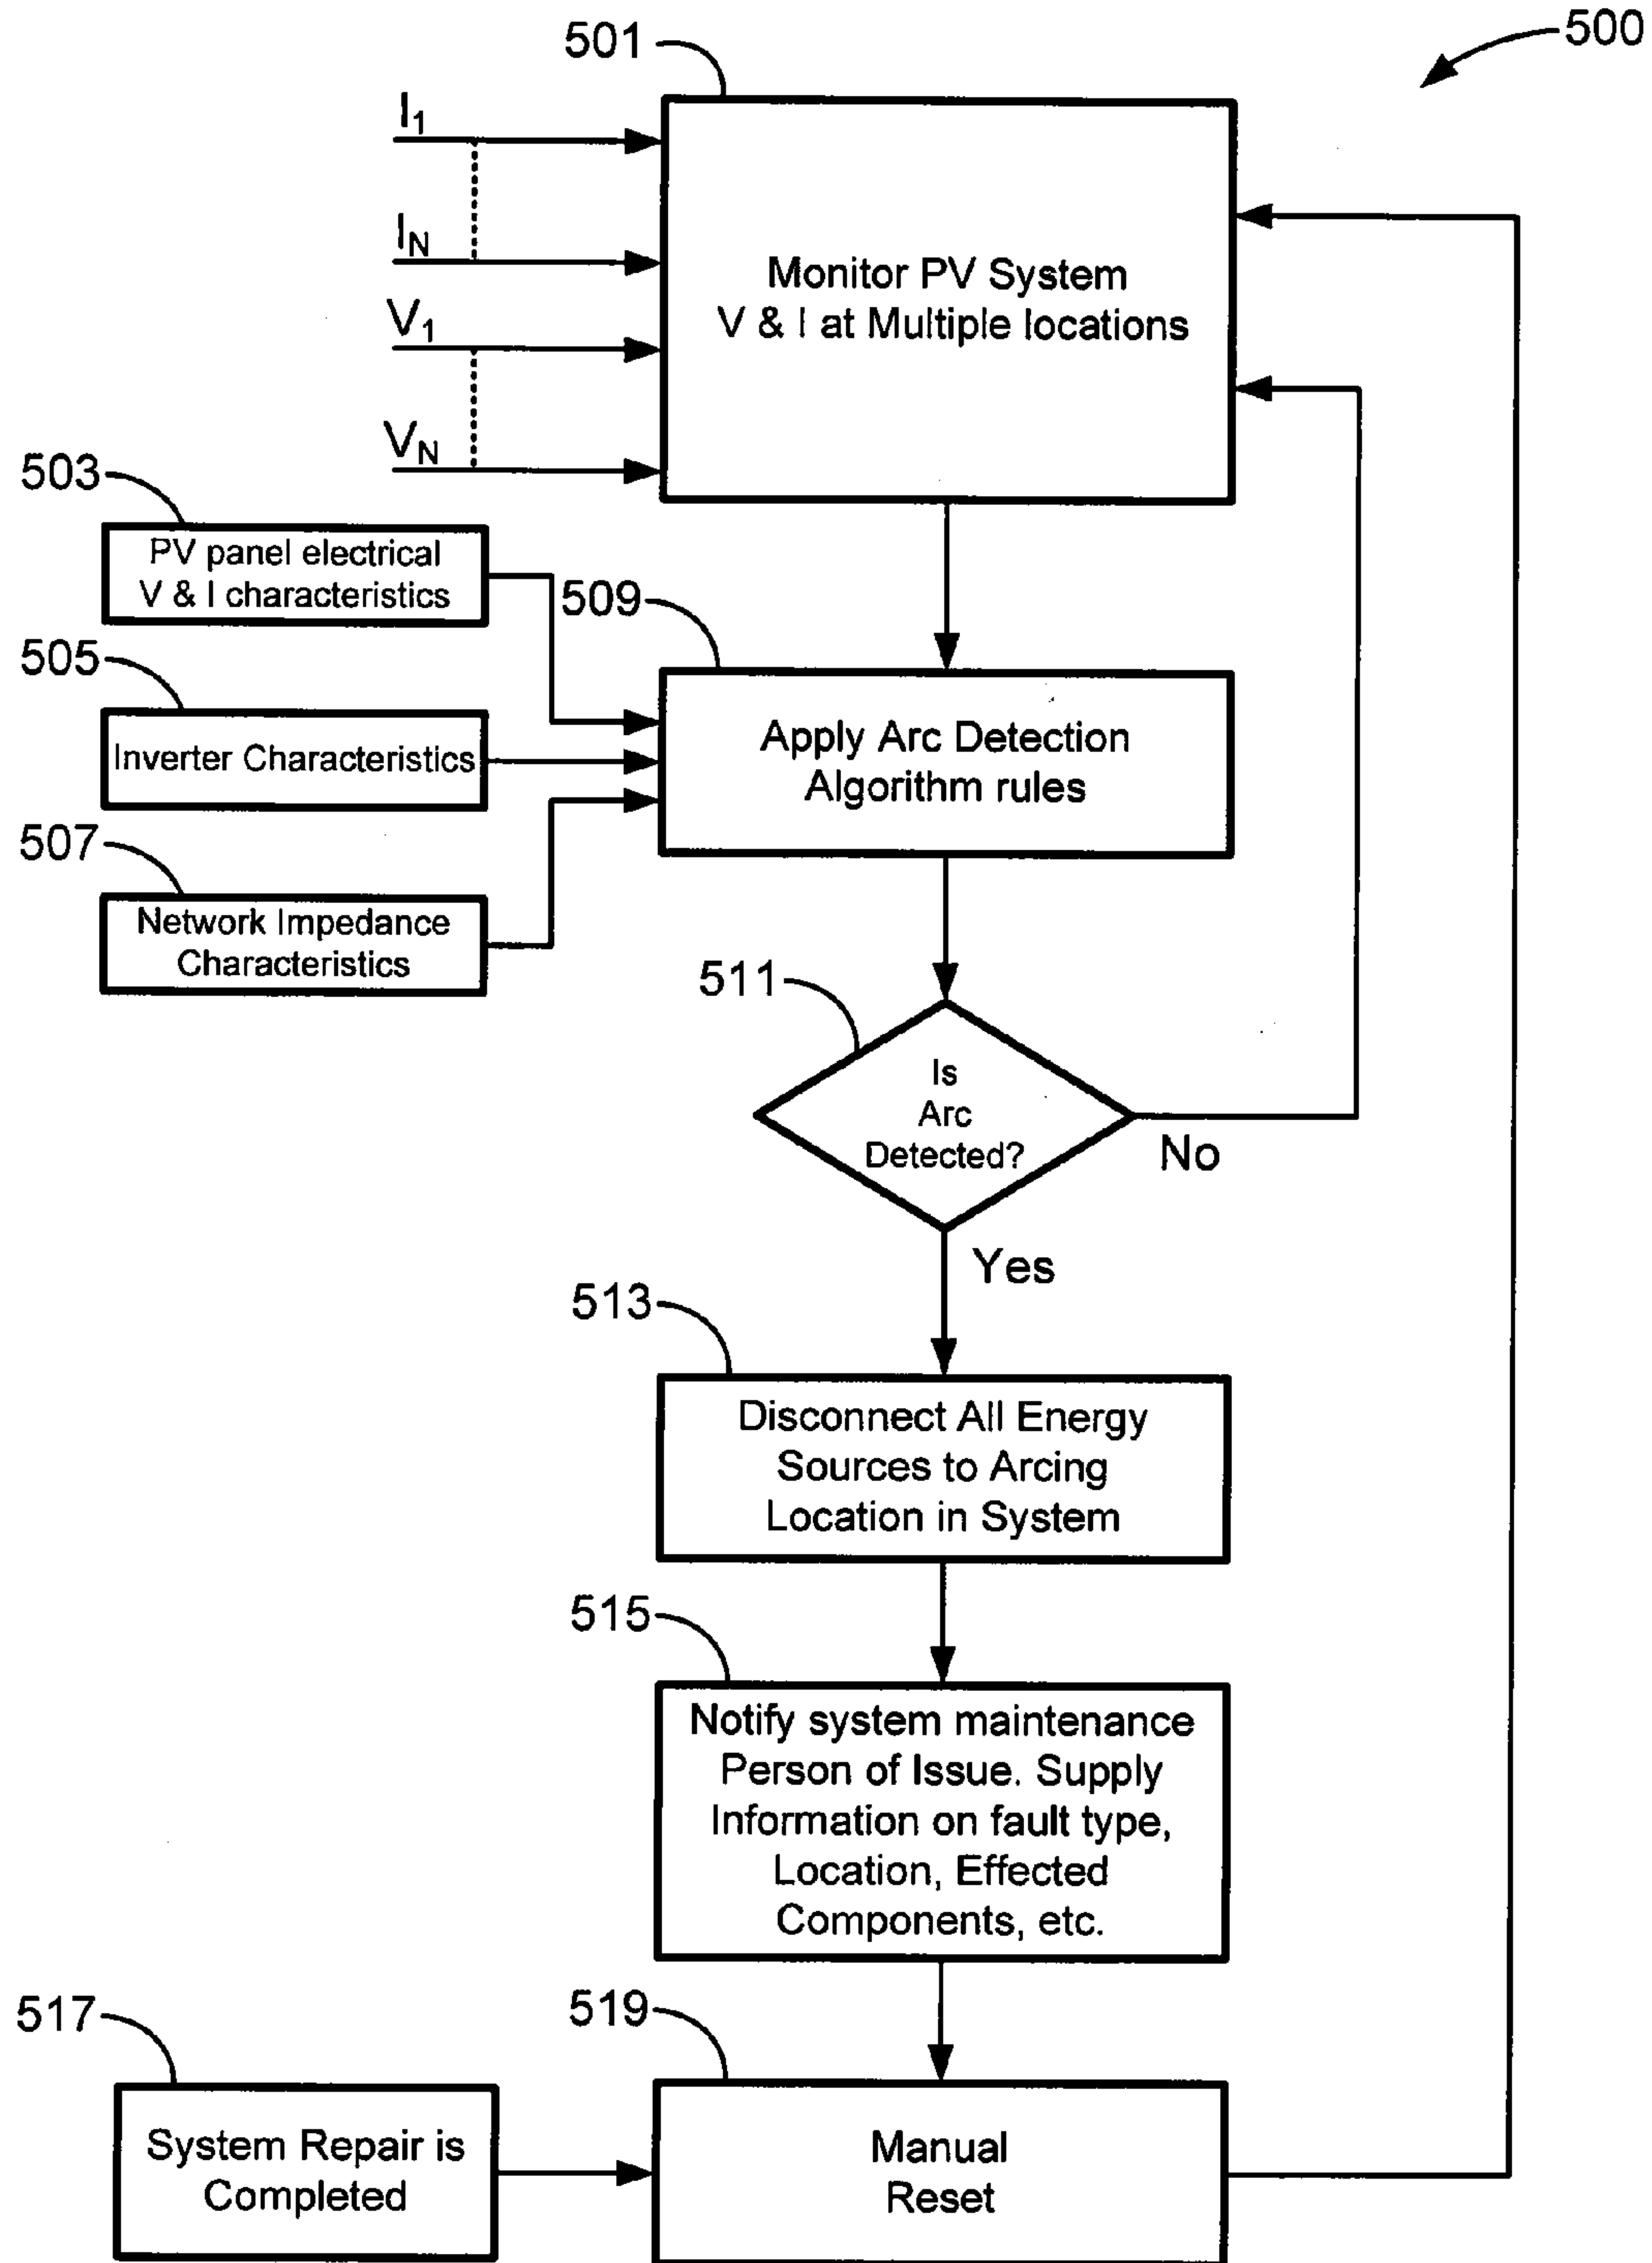 500
501
I1
IN
V1
VN
Monitor PV System
V & I at Multiple locations
503
PV panel electrical
V & I characteristics
505
Inverter Characteristics
507
Network Impedance
Characteristics
509
Apply Arc Detection
Algorithm rules
511
Is
Arc
Detected?
No
Yes
513
Disconnect All Energy
Sources to Arcing
Location in System
515
Notify system maintenance
Person of Issue. Supply
Information on fault type,
Location, Effected
Components, etc.
517
System Repair is
Completed
519
Manual
Reset